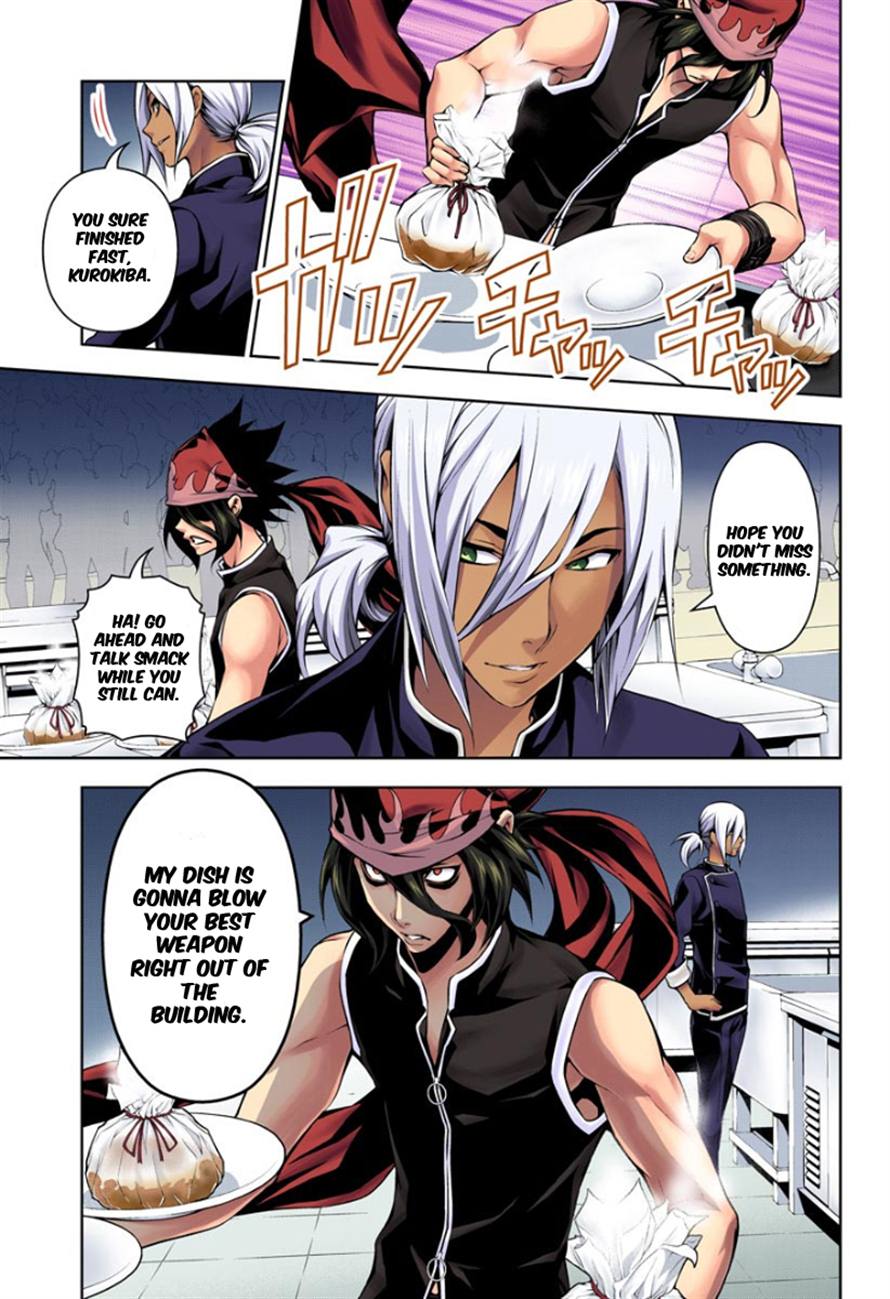 ガガッ
チャッ
チャッ
YOU SURE
FINISHED
FAST,
KUROKIBA.
HOPE YOU
DIDN'T MISS
SOMETHING.
HA! GO
AHEAD AND
TALK SMACK
WHILE YOU
STILL CAN.
MY DISH IS
GONNA BLOW
YOUR BEST
WEAPON
RIGHT OUT OF
THE
BUILDING.